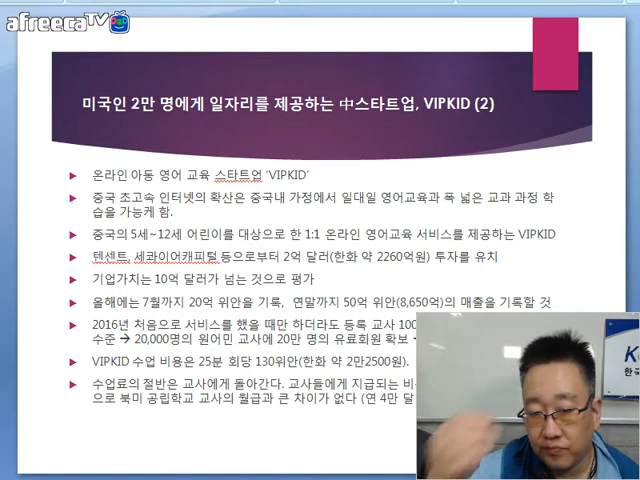 afreecaTV
미국인 2만 명에게 일자리를 제공하는 中스타트업, VIPKID (2)
온라인 아동 영어 교육 스타트업 'VIPKID'
중국 초고속 인터넷의 확산은 중국내 가정에서 일대일 영어교육과 폭 넓은 교과 과정 학
습을 가능케 함.
중국의 5세~12세 어린이를 대상으로 한 1:1 온라인 영어교육 서비스를 제공하는 VIPKID
텐센트, 세콰이어캐피털 등으로부터 2억 달러(한화 약 2260억원) 투자를 유치
기업가치는 10억 달러가 넘는 것으로 평가
올해에는 7월까지 20억 위안을 기록, 연말까지 50억 위안(8,650억)의 매출을 기록할 것
2016년 처음으로 서비스를 했을 때만 하더라도 등록 교사 100
수준 → 20,000명의 원어민 교사에 20만 명의 유료회원 확보
VIPKID 수업 비용은 25분 회당 130위안(한화 약 2만2500원).
수업료의 절반은 교사에게 돌아간다. 교사들에게 지급되는 비
으로 북미 공립학교 교사의 월급과 큰 차이가 없다 (연 4만 달
K
한국